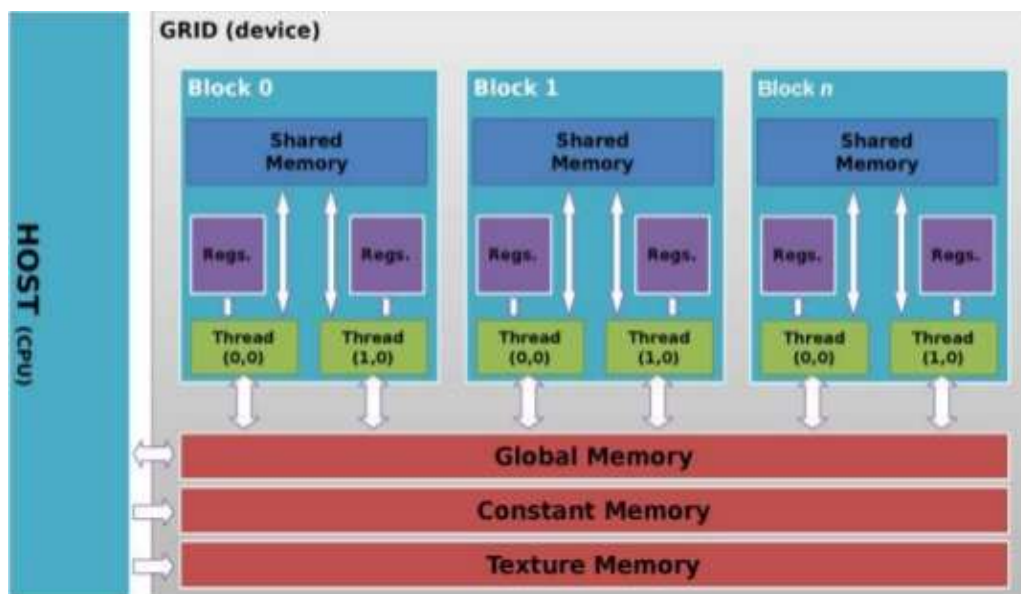 HOST (CPU)
GRID (device)
Block 0
Shared
Memory
Regs.
Regs.
Thread
(0,0)
Thread
(1,0)
Block 1
Shared
Memory
Regs.
Regs.
Thread
(0,0)
Thread
(1,0)
Block n
Shared
Memory
Regs.
Regs.
Thread
(0,0)
Thread
(1,0)
Global Memory
Constant Memory
Texture Memory